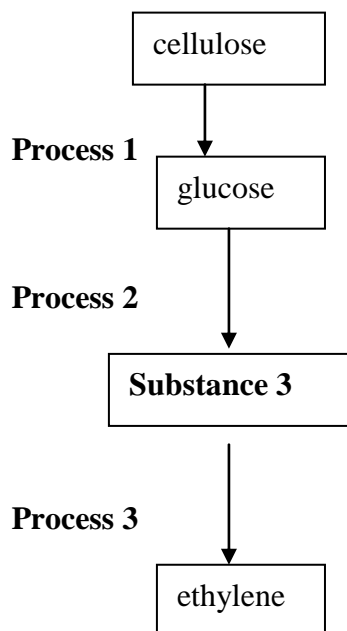 cellulose
Process 1
glucose
Process 2
Substance 3
Process 3
ethylene